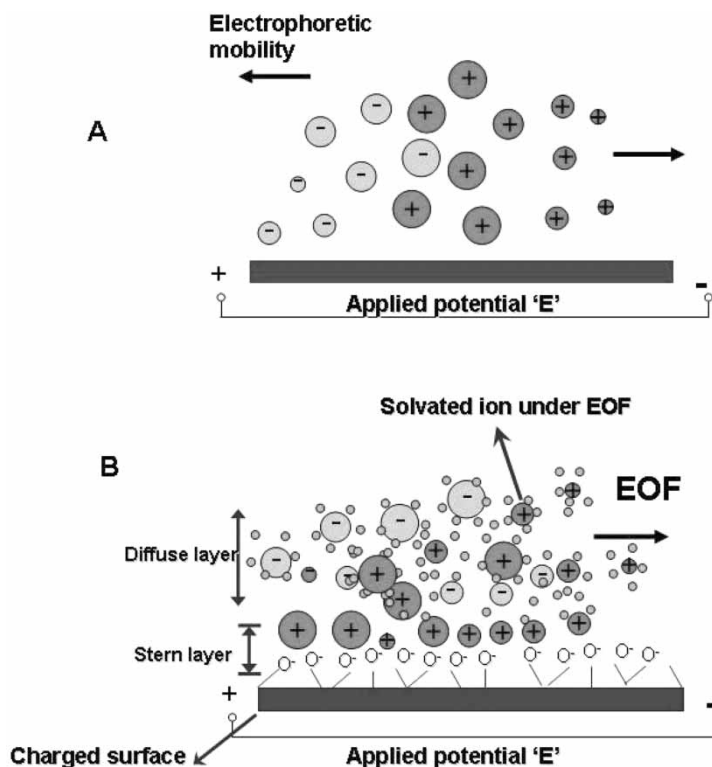 Electrophoretic
mobility
A
+
-
Applied potential ‘E’
Solvated ion under EOF
B
EOF
Diffuse layer
Stern layer
O-
O-
O-
O-
O-
O-
O-
O-
O-
O-
O-
O-
O-
+
-
Charged surface
Applied potential ‘E’